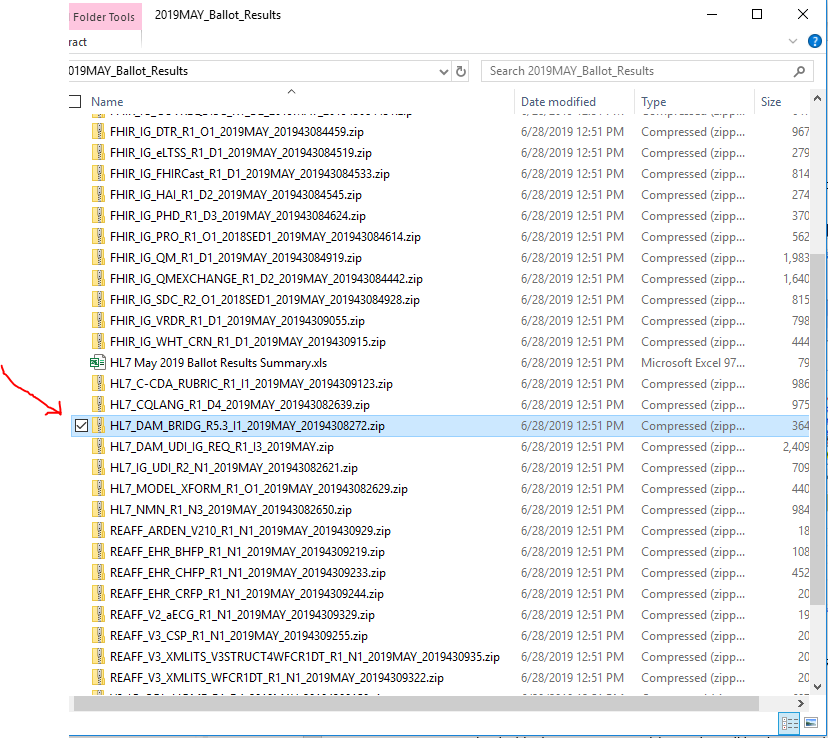 Folder Tools 2019MAY_Ballot_Results
ract
019MAY_Ballot_Results Search 2019MAY_Ballot_Results
Name Date modified Type Size
FHIR_IG_DTR_R1_O1_2019MAY_201943084459.zip 6/28/2019 12:51 PM Compressed (zipp... 967
FHIR_IG_eLTSS_R1_D1_2019MAY_201943084519.zip 6/28/2019 12:51 PM Compressed (zipp... 279
FHIR_IG_FHIRCast_R1_D1_2019MAY_201943084533.zip 6/28/2019 12:51 PM Compressed (zipp... 814
FHIR_IG_HAI_R1_D2_2019MAY_201943084545.zip 6/28/2019 12:51 PM Compressed (zipp... 274
FHIR_IG_PHD_R1_D3_2019MAY_201943084624.zip 6/28/2019 12:51 PM Compressed (zipp... 370
FHIR_IG_PRO_R1_O1_2018SED1_2019MAY_201943084614.zip 6/28/2019 12:51 PM Compressed (zipp... 562
FHIR_IG_QM_R1_D1_2019MAY_201943084919.zip 6/28/2019 12:51 PM Compressed (zipp... 1,983
FHIR_IG_QMEXCHANGE_R1_D2_2019MAY_201943084442.zip 6/28/2019 12:51 PM Compressed (zipp... 1,640
FHIR_IG_SDC_R2_O1_2018SED1_2019MAY_201943084928.zip 6/28/2019 12:51 PM Compressed (zipp... 815
FHIR_IG_VRDR_R1_D1_2019MAY_20194309055.zip 6/28/2019 12:51 PM Compressed (zipp... 798
FHIR_IG_WHT_CRN_R1_D1_2019MAY_201943091​5.zip 6/28/2019 12:51 PM Compressed (zipp... 444
HL7 May 2019 Ballot Results Summary.xls 6/28/2019 12:51 PM Microsoft Excel 97... 79
HL7_C-CDA_RUBRIC_R1_I1_2019MAY_20194309123.zip 6/28/2019 12:51 PM Compressed (zipp... 986
HL7_CQLANG_R1_D4_2019MAY_201943082639.zip 6/28/2019 12:51 PM Compressed (zipp... 975
HL7_DAM_BRIDG_R5.3_I1_2019MAY_20194308272.zip 6/28/2019 12:51 PM Compressed (zipp... 364
HL7_DAM_UDI_IG_REQ_R1_I3_2019MAY.zip 6/28/2019 12:51 PM Compressed (zipp... 2,409
HL7_IG_UDI_R2_N1_2019MAY_201943082621.zip 6/28/2019 12:51 PM Compressed (zipp... 709
HL7_MODEL_XFORM_R1_O1_2019MAY_201943082629.zip 6/28/2019 12:51 PM Compressed (zipp... 440
HL7_NMN_R1_N3_2019MAY_201943082650.zip 6/28/2019 12:51 PM Compressed (zipp... 984
REAFF_ARDEN_V210_R1_N1_2019MAY_201943092​9.zip 6/28/2019 12:51 PM Compressed (zipp... 18
REAFF_EHR_BHFP_R1_N1_2019MAY_20194309219.zip 6/28/2019 12:51 PM Compressed (zipp... 108
REAFF_EHR_CHFP_R1_N1_2019MAY_20194309233.zip 6/28/2019 12:51 PM Compressed (zipp... 452
REAFF_EHR_CRFP_R1_N1_2019MAY_20194309244.zip 6/28/2019 12:51 PM Compressed (zipp... 20
REAFF_V2_aECG_R1_N1_2019MAY_20194309329.zip 6/28/2019 12:51 PM Compressed (zipp... 19
REAFF_V3_CSP_R1_N1_2019MAY_20194309255.zip 6/28/2019 12:51 PM Compressed (zipp... 20
REAFF_V3_XMLITS_V3STRUCT4WFCR1DT_R1_N1_2019MAY_2019430935.zip 6/28/2019 12:51 PM Compressed (zipp... 20
REAFF_V3_XMLITS_WFCR1DT_R1_N1_2019MAY_20194309322.zip 6/28/2019 12:51 PM Compressed (zipp... 20